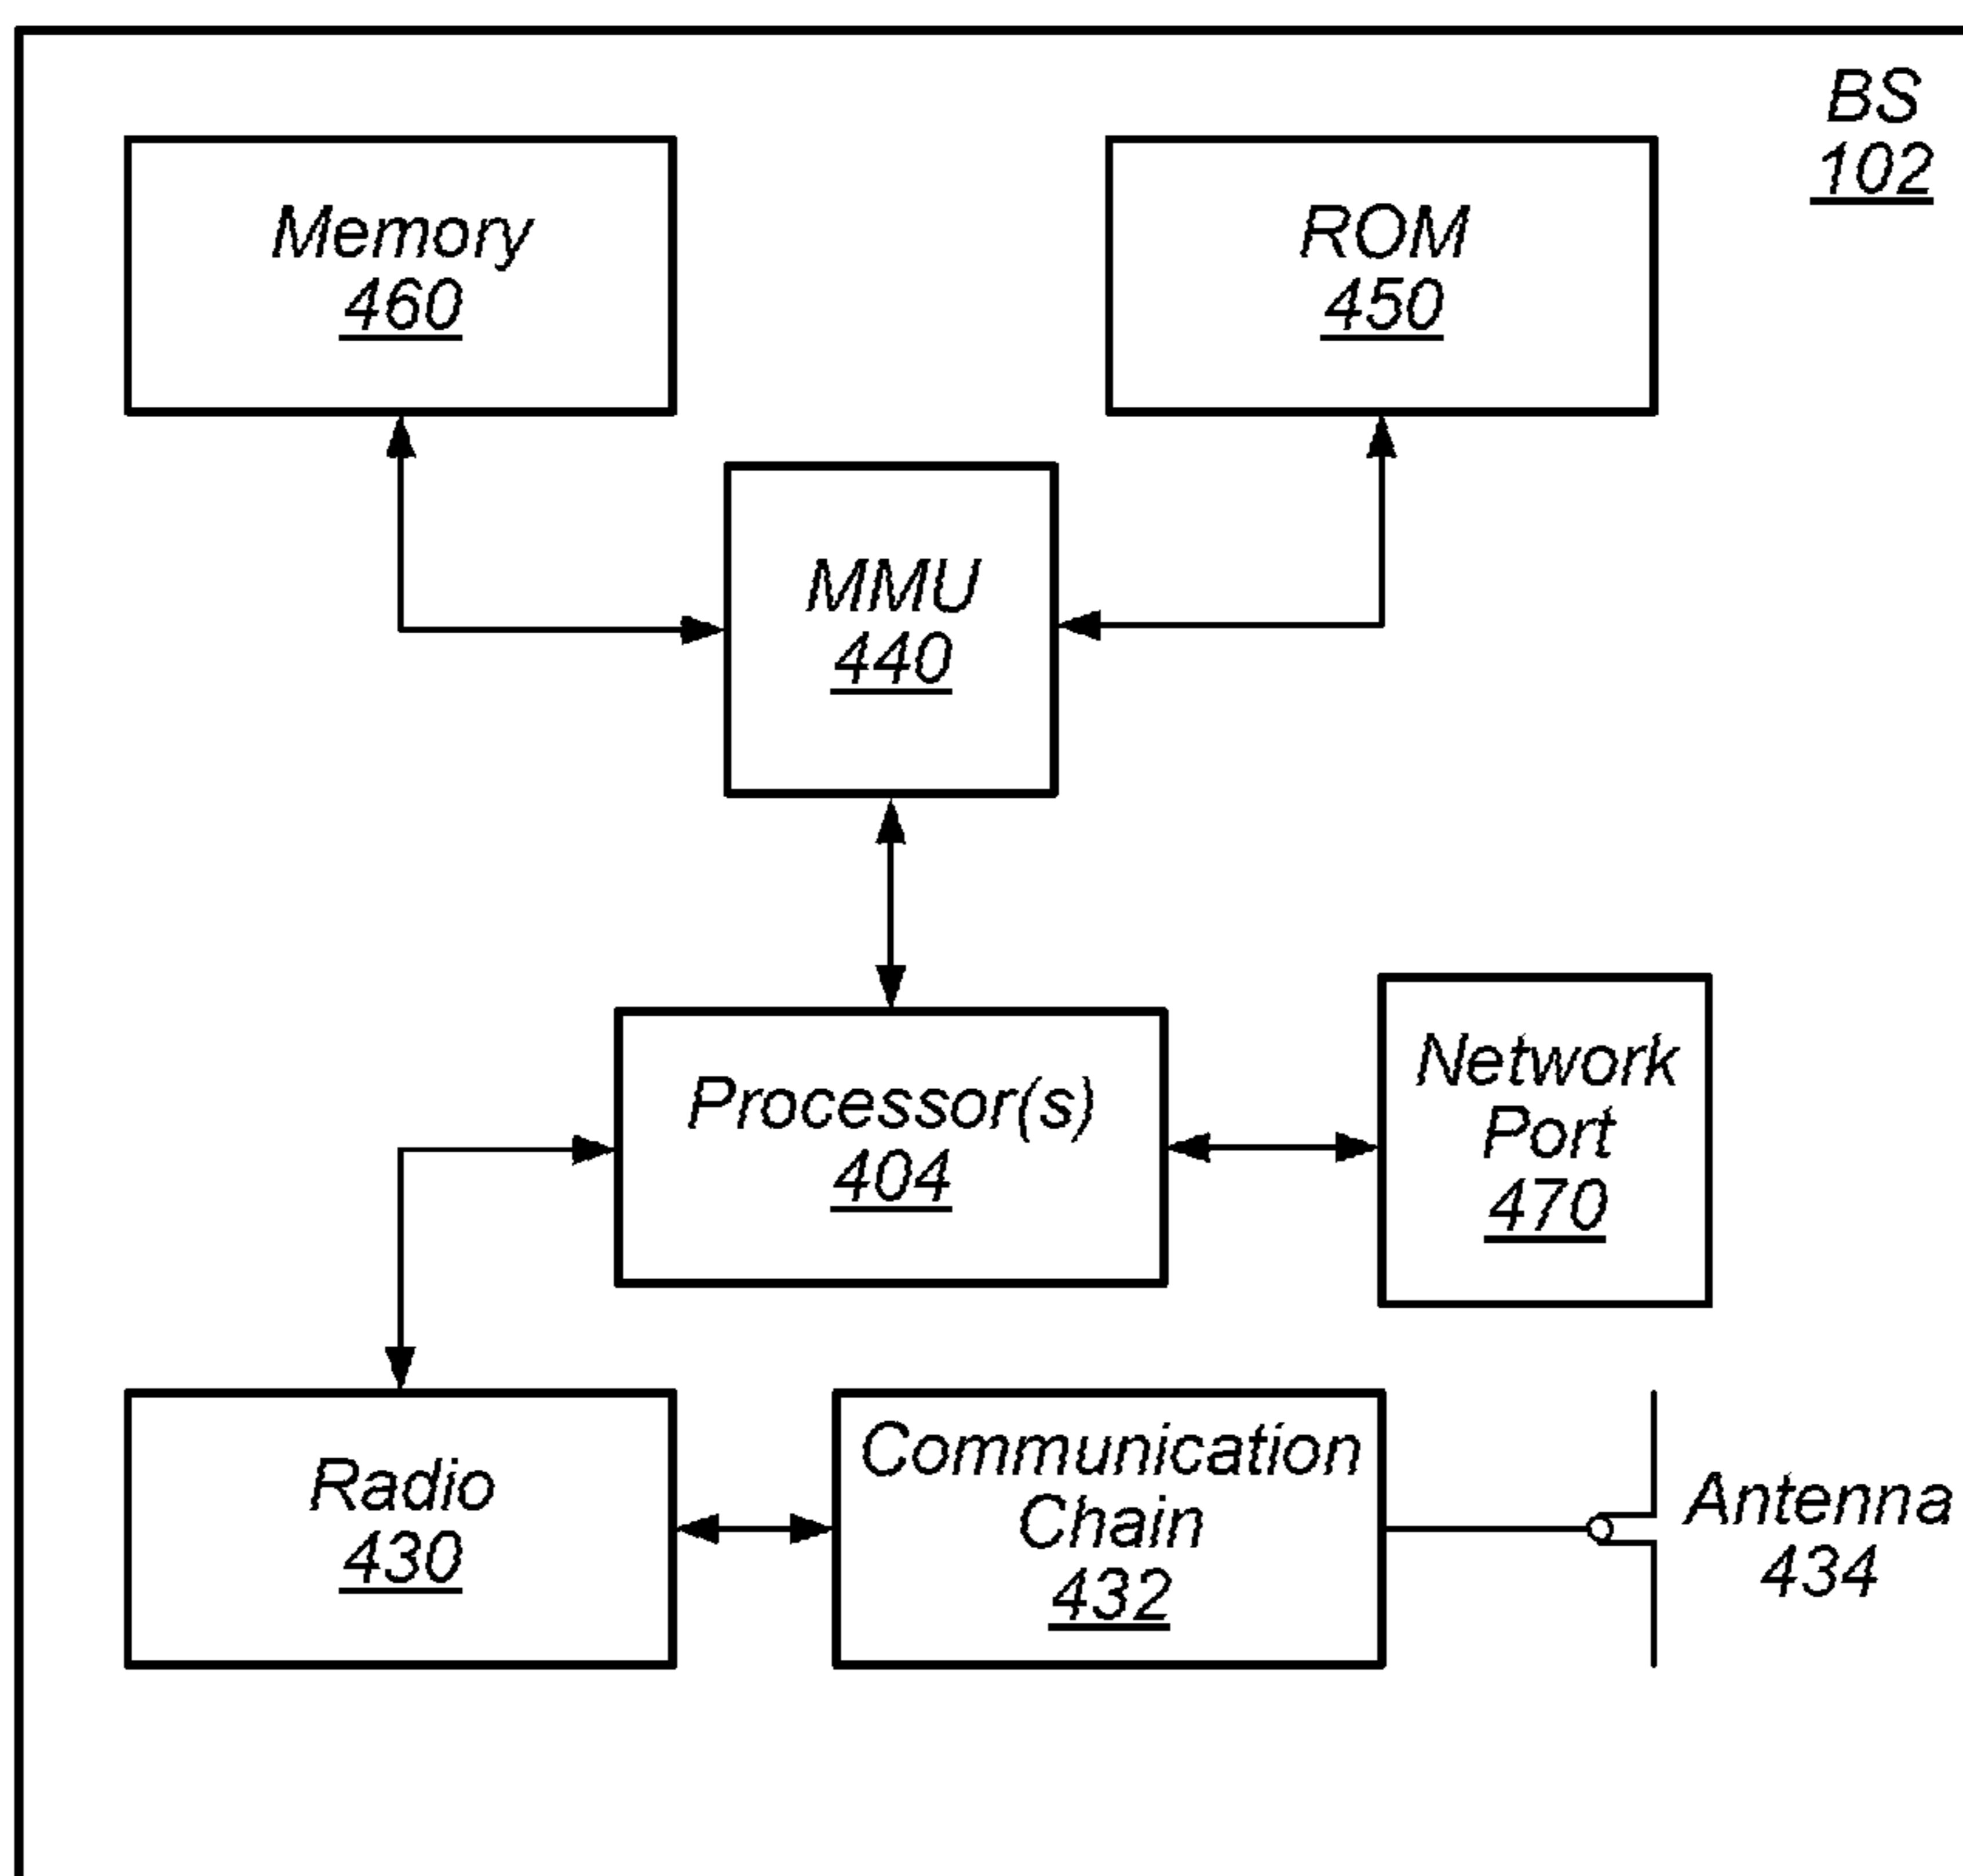 BS
102
Memory
460
ROM
450
MMU
440
Processor(s)
404
Network
Port
470
Radio
430
Communication
Chain
432
Antenna
434